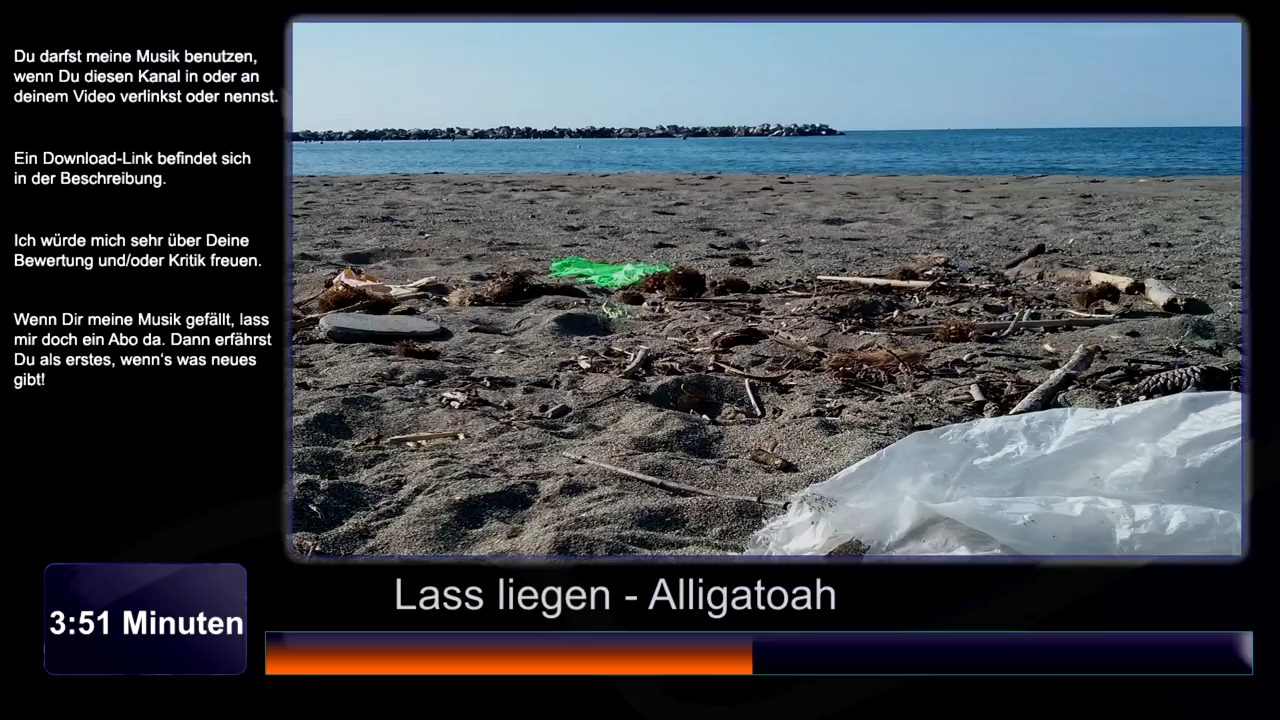 Du darfst meine Musik benutzen,
wenn Du diesen Kanal in oder an
deinem Video verlinkst oder nennst.
Ein Download-Link befindet sich
in der Beschreibung.
Ich würde mich sehr über Deine
Bewertung und/oder Kritik freuen.
Wenn Dir meine Musik gefällt, lass
mir doch ein Abo da. Dann erfährst
Du als erstes, wenn's was neues
gibt!
3:51 Minuten
Lass liegen - Alligatoah